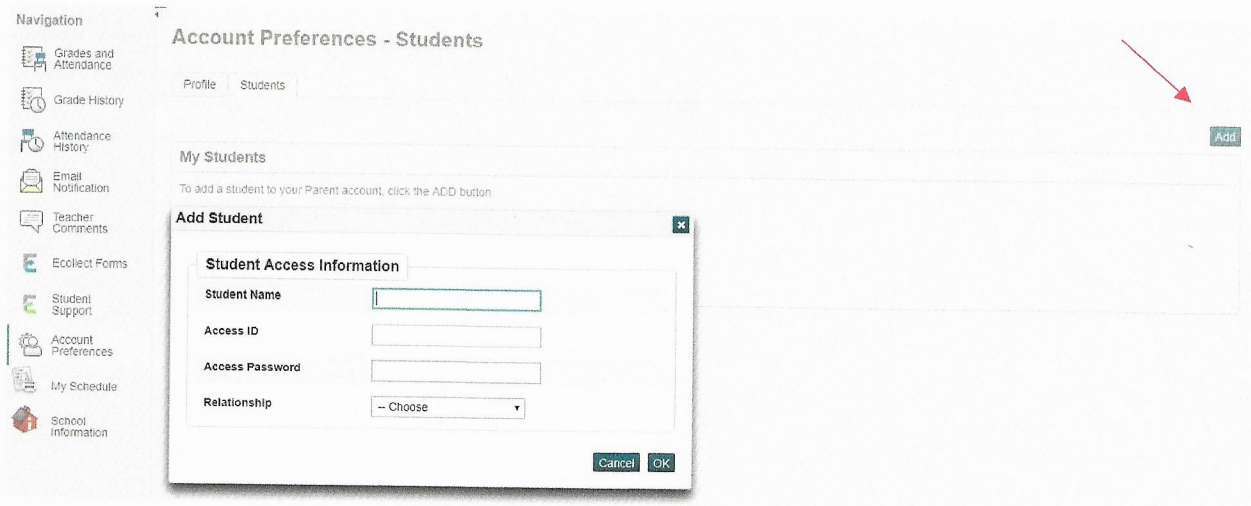 Navigation
Grades and
Attendance
Grade History
Attendance
History
Email
Notification
Teacher
Comments
Ecollect Forms
Student
Support
Account
Preferences
My Schedule
School
Information
Account Preferences - Students
Profile
Students
Add
My Students
To add a student to your Parent account, click the ADD button.
Add Student
Student Access Information
Student Name
Access ID
Access Password
Relationship
-- Choose
Cancel
OK